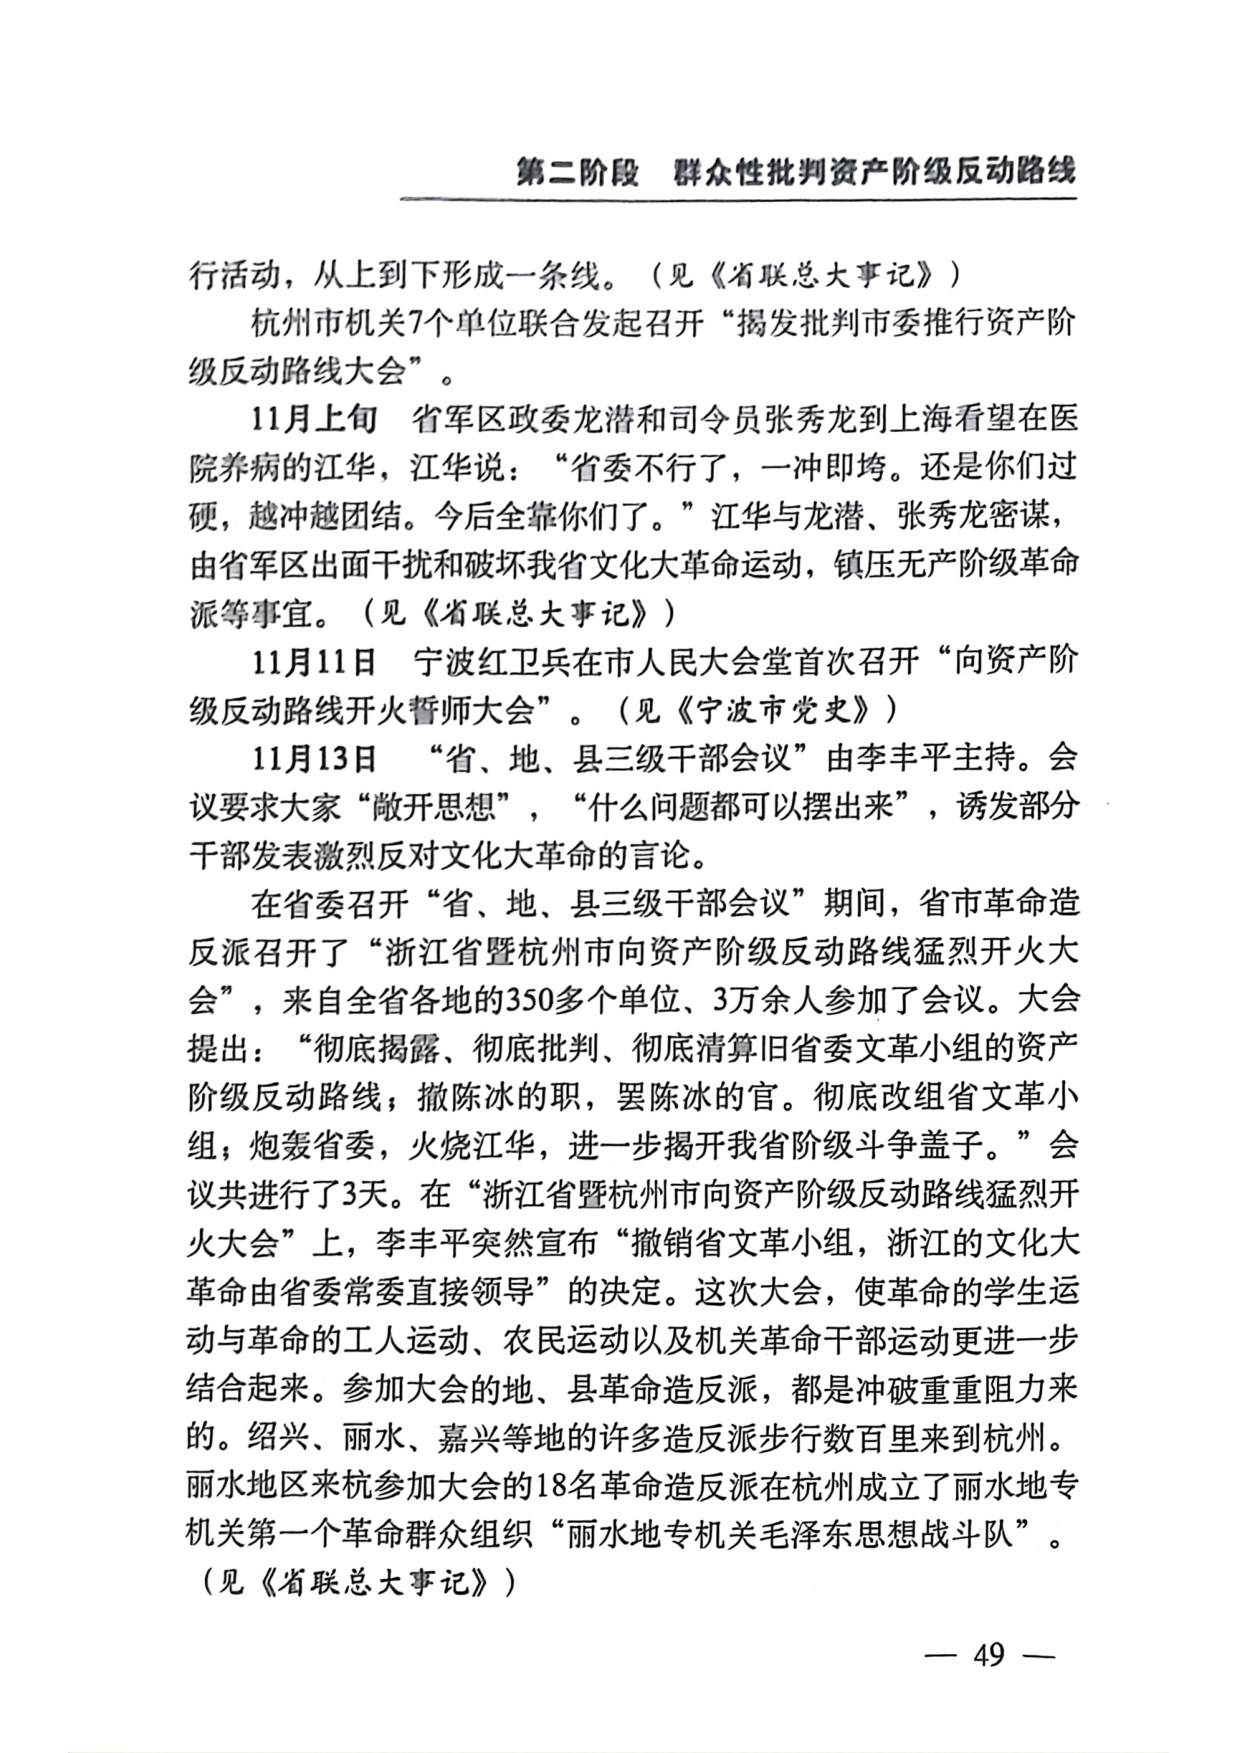 第二阶段　群众性批判资产阶级反动路线
行活动，从上到下形成一条线。（见《省联总大事记》）
杭州市机关7个单位联合发起召开“揭发批判市委推行资产阶
级反动路线大会”。
11月上旬　省军区政委龙潜和司令员张秀龙到上海看望在医
院养病的江华，江华说：“省委不行了，一冲即垮。还是你们过
硬，越冲越团结。今后全靠你们了。”江华与龙潜、张秀龙密谋，
由省军区出面干扰和破坏我省文化大革命运动，镇压无产阶级革命
派等事宜。（见《省联总大事记》）
11月11日　宁波红卫兵在市人民大会堂首次召开“向资产阶
级反动路线开火誓师大会”。（见《宁波市党史》）
11月13日　“省、地、县三级干部会议”由李丰平主持。会
议要求大家“敞开思想”，“什么问题都可以摆出来”，诱发部分
干部发表激烈反对文化大革命的言论。
在省委召开“省、地、县三级干部会议”期间，省市革命造
反派召开了“浙江省暨杭州市向资产阶级反动路线猛烈开火大
会”，来自全省各地的350多个单位、3万余人参加了会议。大会
提出：“彻底揭露、彻底批判、彻底清算旧省委文革小组的资产
阶级反动路线；撤陈冰的职，罢陈冰的官。彻底改组省文革小
组；炮轰省委，火烧江华，进一步揭开我省阶级斗争盖子。”会
议共进行了3天。在“浙江省暨杭州市向资产阶级反动路线猛烈开
火大会”上，李丰平突然宣布“撤销省文革小组，浙江的文化大
革命由省委常委直接领导”的决定。这次大会，使革命的学生运
动与革命的工人运动、农民运动以及机关革命干部运动更进一步
结合起来。参加大会的地、县革命造反派，都是冲破重重阻力来
的。绍兴、丽水、嘉兴等地的许多造反派步行数百里来到杭州。
丽水地区来杭参加大会的18名革命造反派在杭州成立了丽水地专
机关第一个革命群众组织“丽水地专机关毛泽东思想战斗队”。
（见《省联总大事记》）
— 49 —